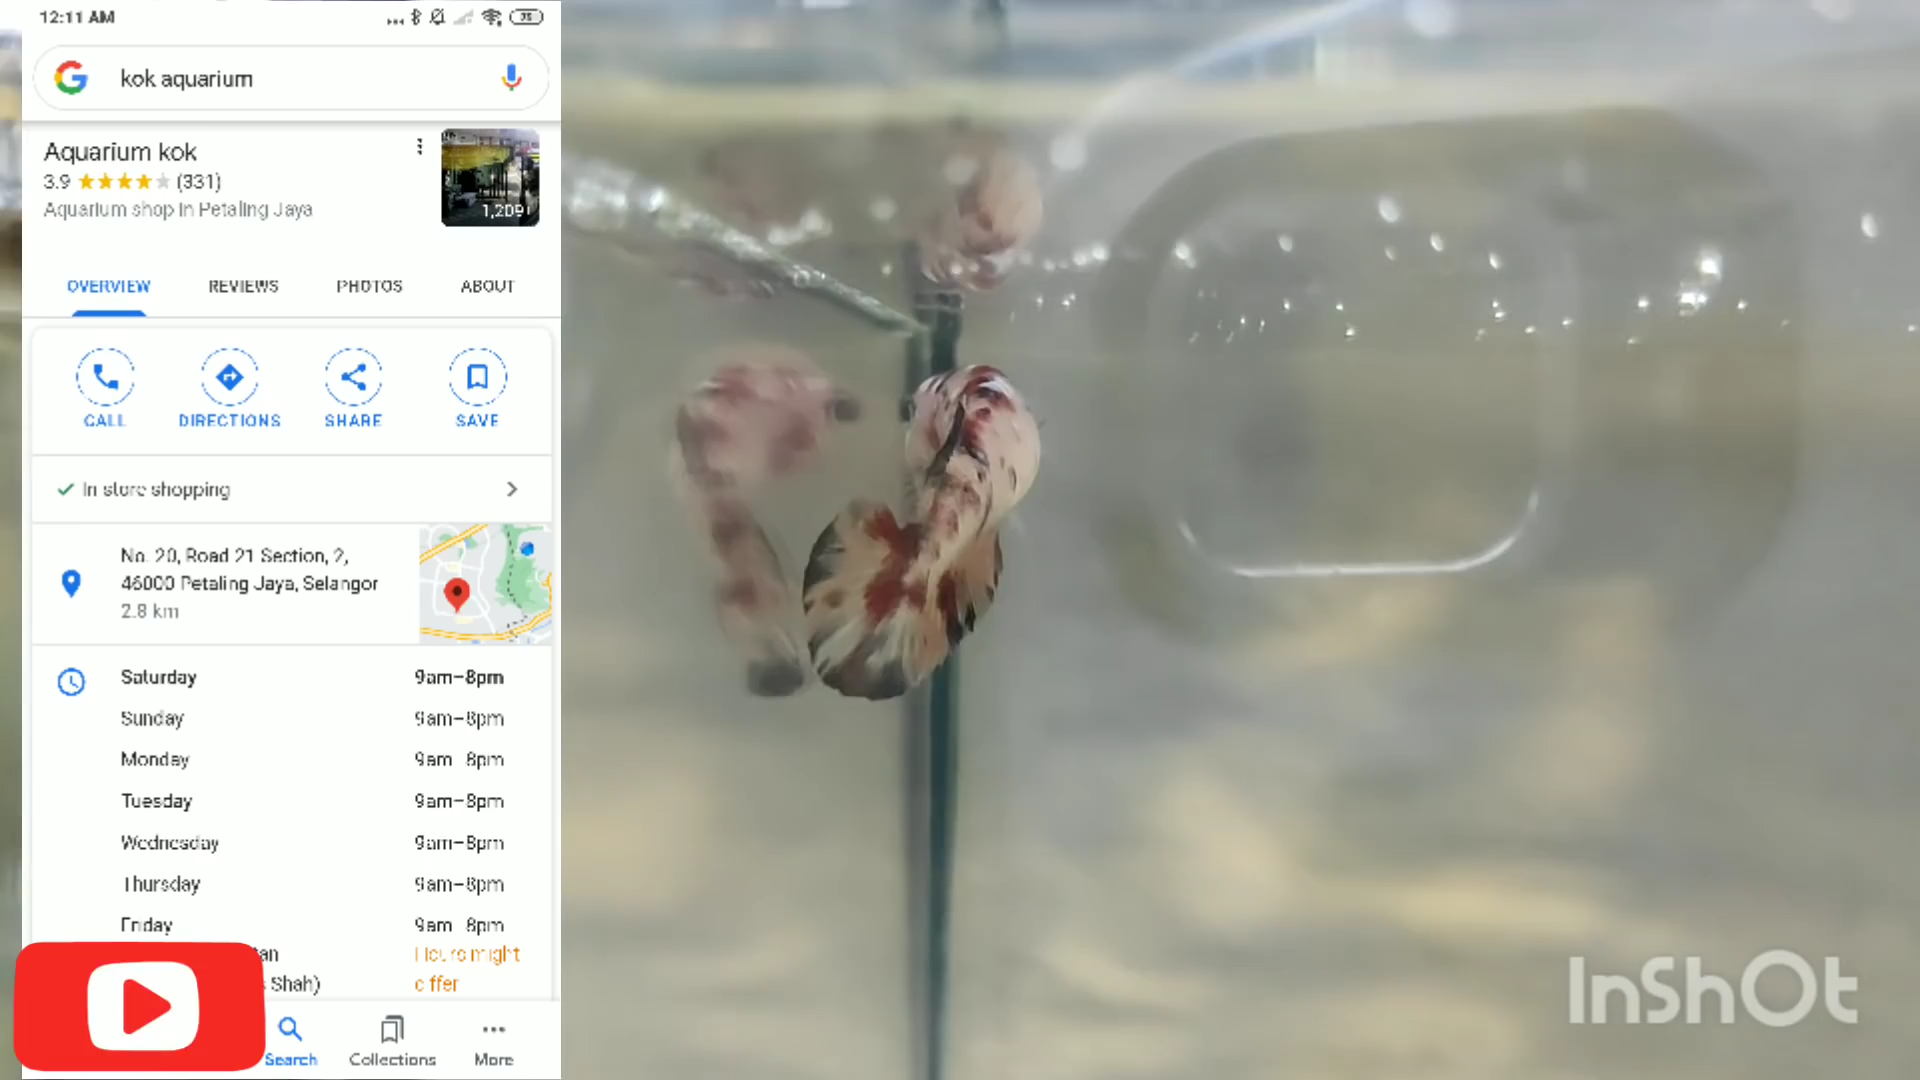 12:11 AM
75
kok aquarium
Aquarium kok
3.9 (331)
Aquarium shop in Petaling Jaya
1,209
OVERVIEW REVIEWS PHOTOS ABOUT
CALL DIRECTIONS SHARE SAVE
In store shopping
No. 20, Road 21 Section, 2,
46000 Petaling Jaya, Selangor
2.8 km
Saturday 9am–8pm
Sunday 9am–8pm
Monday 9am–8pm
Tuesday 9am–8pm
Wednesday 9am–8pm
Thursday 9am–8pm
Friday 9am–8pm
Hours might
Shah) differ
Search Collections More
InShOt